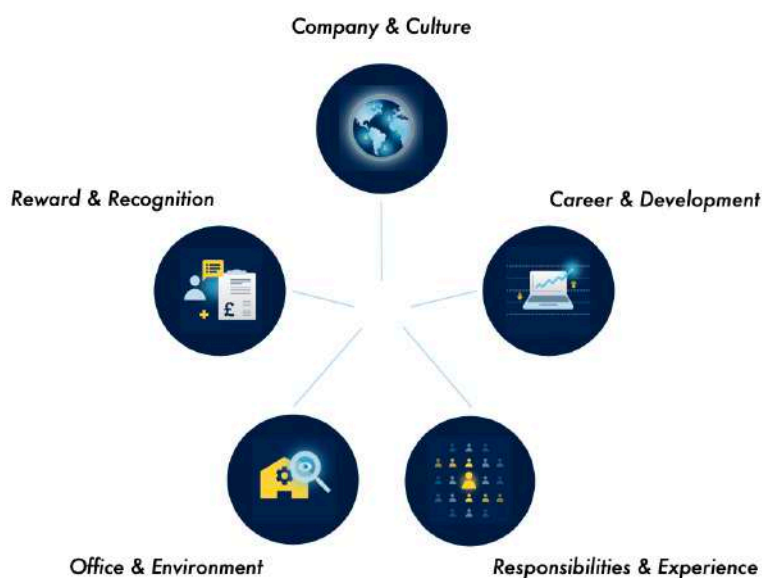 Company & Culture
Reward & Recognition
Career & Development
£
Office & Environment
Responsibilities & Experience